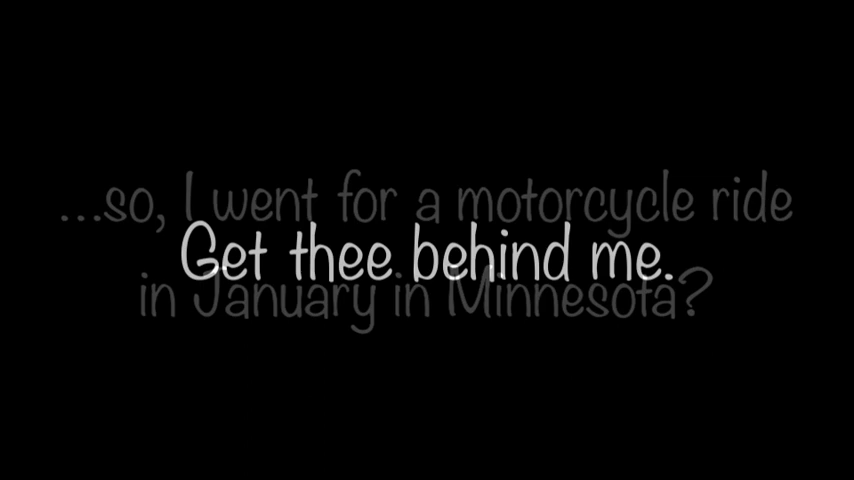 ...so, I went for a motorcycle ride
Get thee behind me.
in January in Minnesota?